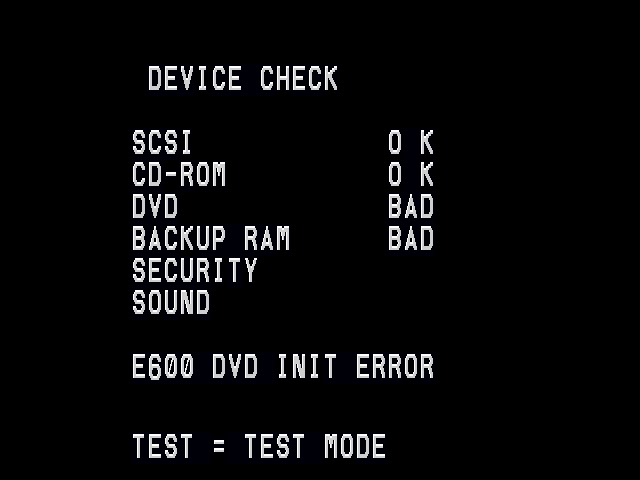 DEVICE CHECK
SCSI O K
CD-ROM O K
DVD BAD
BACKUP RAM BAD
SECURITY
SOUND
E600 DVD INIT ERROR
TEST = TEST MODE